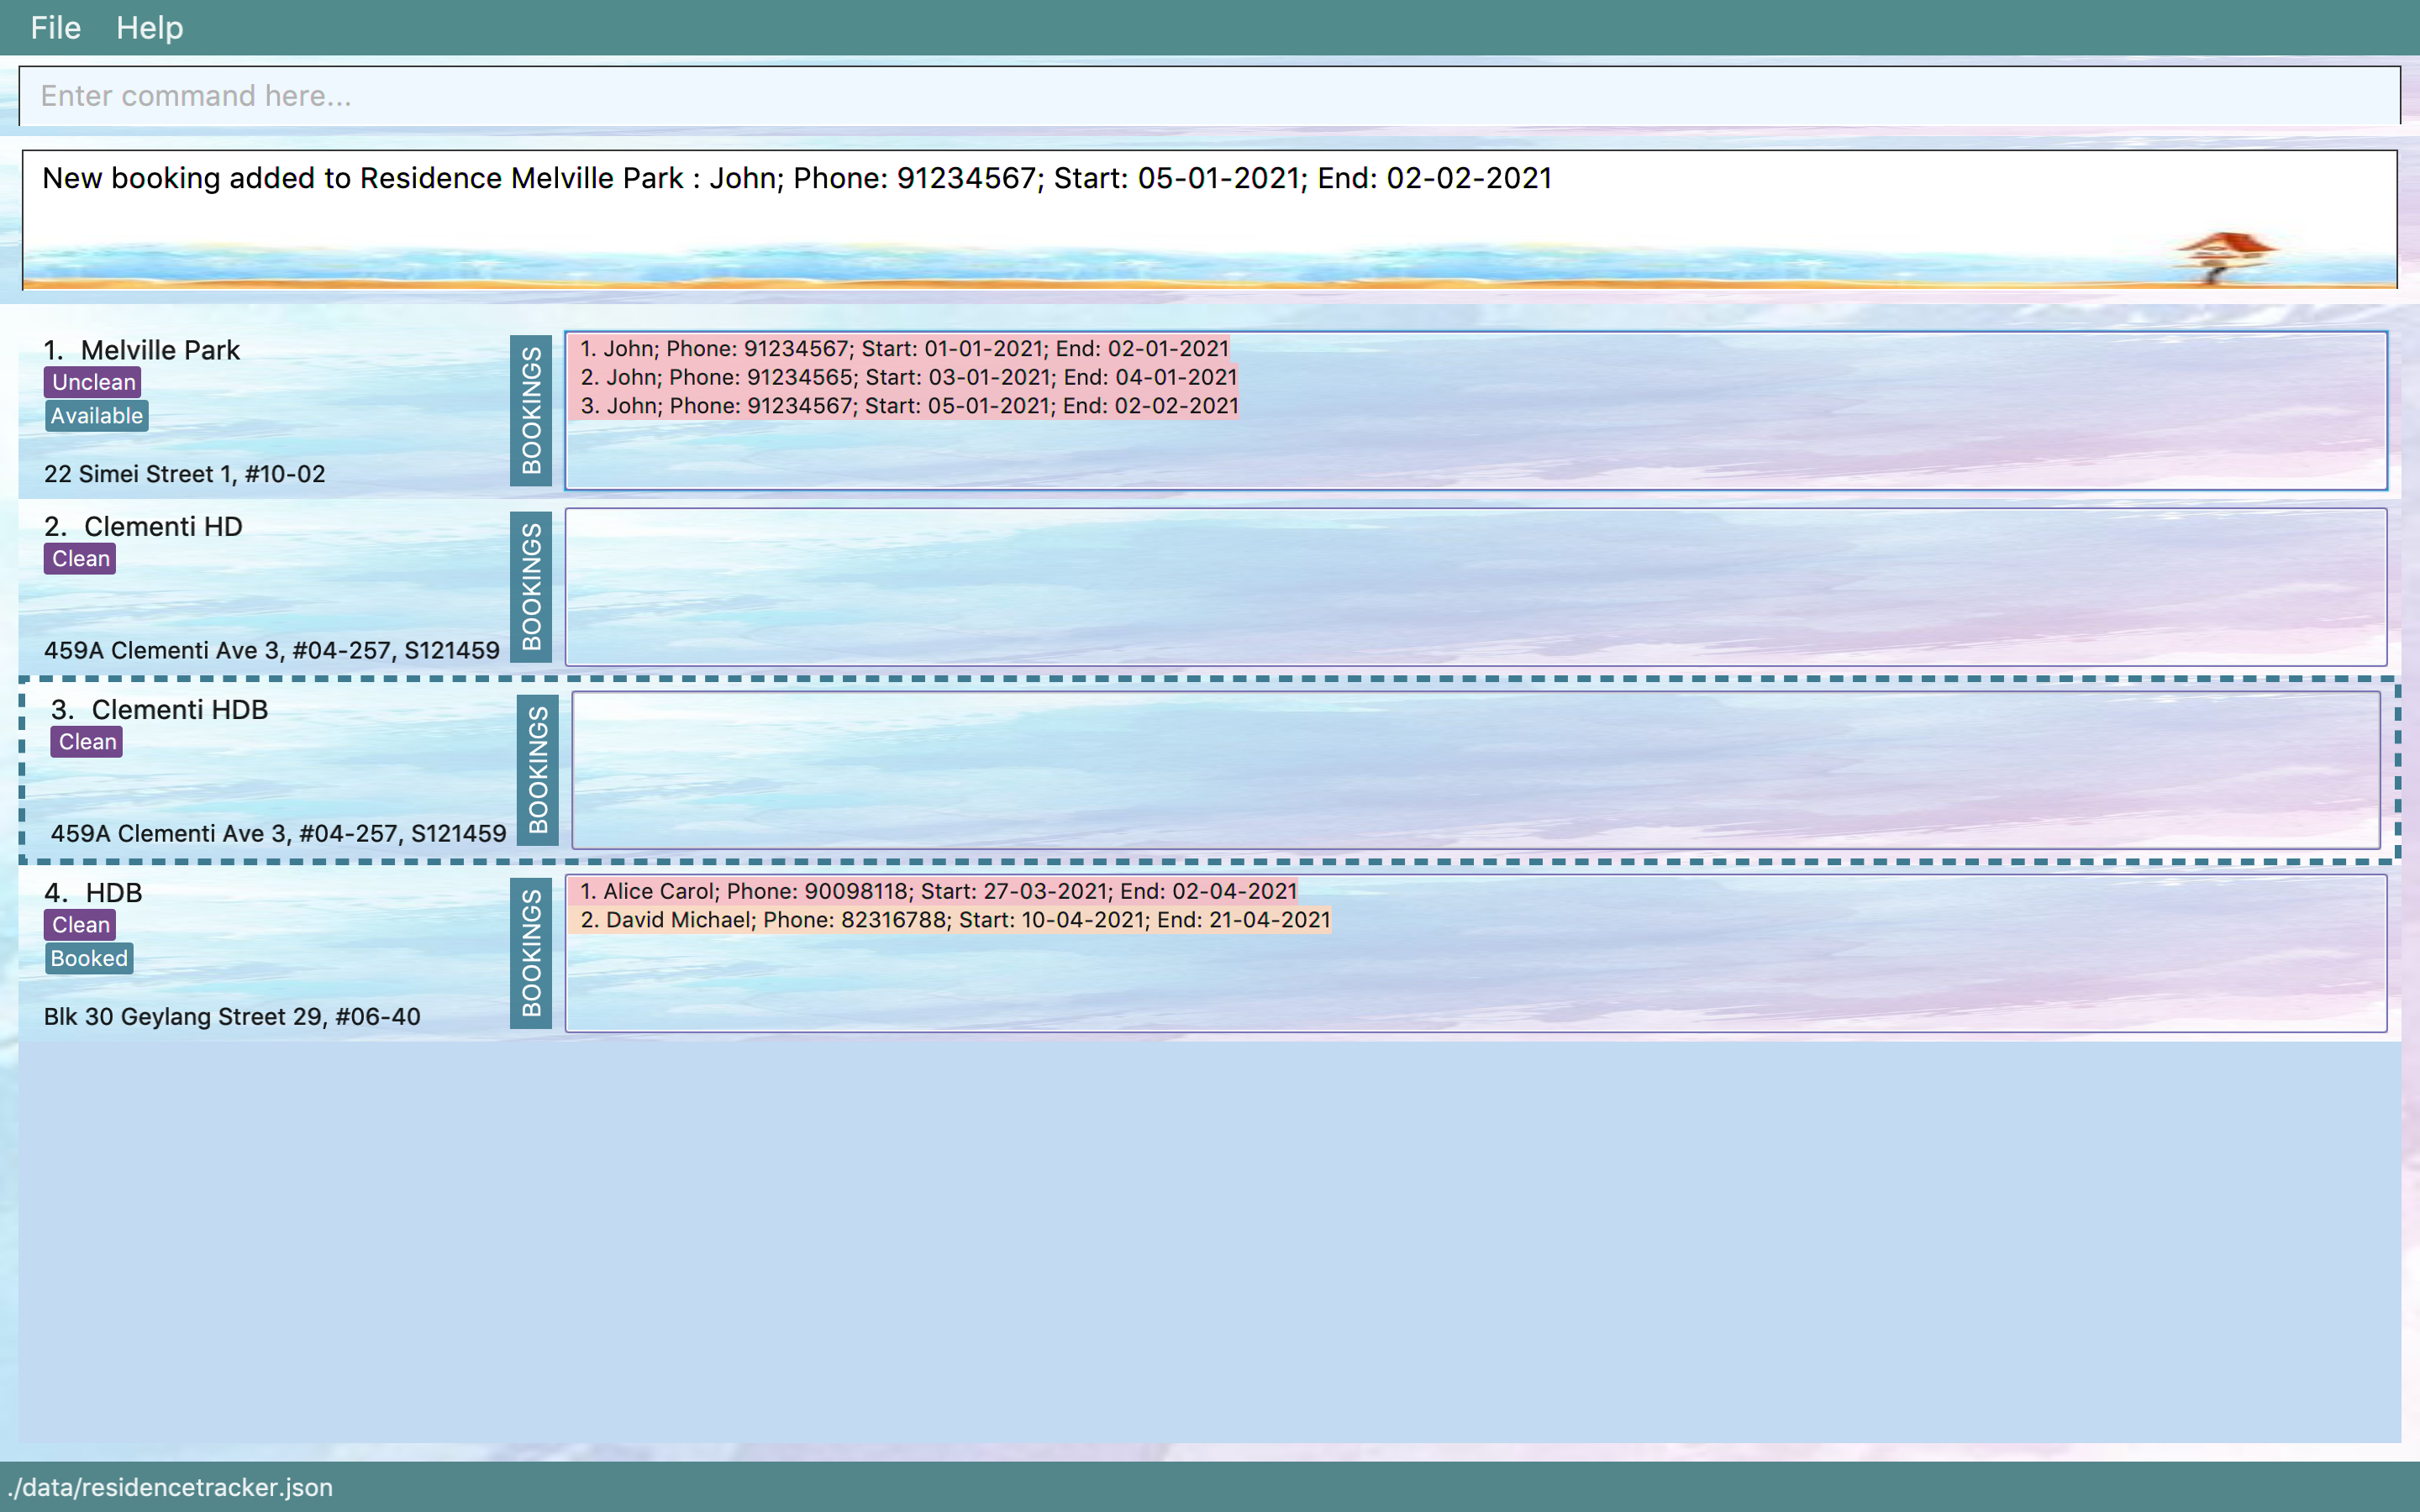 File Help
Enter command here...
New booking added to Residence Melville Park : John; Phone: 91234567; Start: 05-01-2021; End: 02-02-2021
1. Melville Park
Unclean
Available
22 Simei Street 1, #10-02
BOOKINGS
1. John; Phone: 91234567; Start: 01-01-2021; End: 02-01-2021
2. John; Phone: 91234565; Start: 03-01-2021; End: 04-01-2021
3. John; Phone: 91234567; Start: 05-01-2021; End: 02-02-2021
2. Clementi HD
Clean
459A Clementi Ave 3, #04-257, S121459
BOOKINGS
3. Clementi HDB
Clean
459A Clementi Ave 3, #04-257, S121459
BOOKINGS
4. HDB
Clean
Booked
Blk 30 Geylang Street 29, #06-40
BOOKINGS
1. Alice Carol; Phone: 90098118; Start: 27-03-2021; End: 02-04-2021
2. David Michael; Phone: 82316788; Start: 10-04-2021; End: 21-04-2021
./data/residencetracker.json